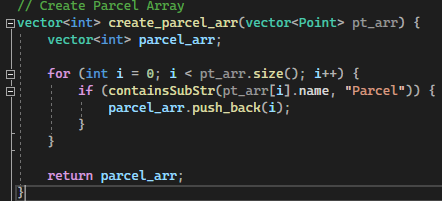 // Create Parcel Array
vector<int> create_parcel_arr(vector<Point> pt_arr) {
    vector<int> parcel_arr;
    for (int i = 0; i < pt_arr.size(); i++) {
        if (containsSubStr(pt_arr[i].name, "Parcel")) {
            parcel_arr.push_back(i);
        }
    }
    return parcel_arr;
}